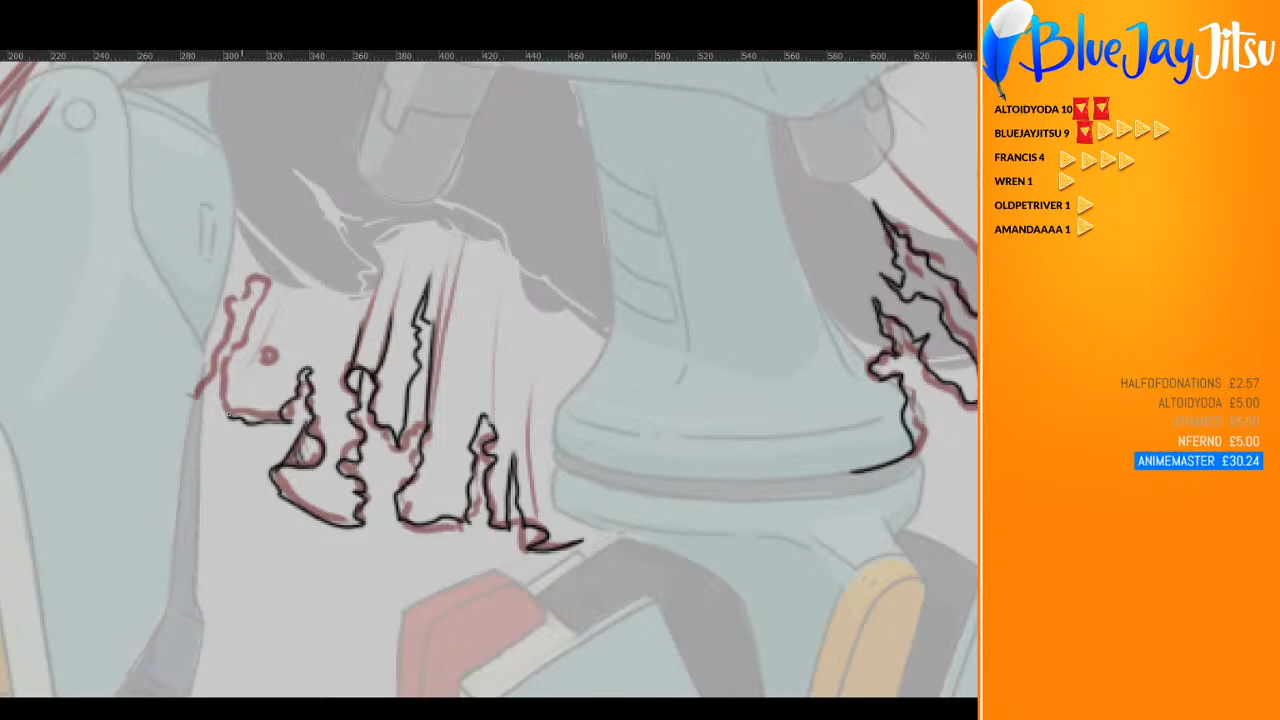 200 220 240 260 280 300 320 340 360 380 400 420 440 460 480 500 520 540 560 580 600 620 640
BlueJayJitsu
ALTOIDYODA 10
BLUEJAYJITSU 9
FRANCIS 4
WREN 1
OLDPETRIVER 1
AMANDAAAA 1
HALFOFDONATIONS £2.57
ALTOIDYODA £5.00
NFERNO £5.00
ANIMEMASTER £30.24